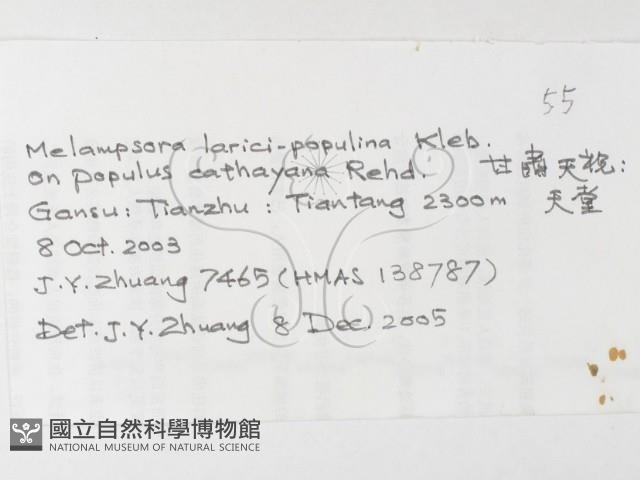 55
Melampsora larici-populina Kleb.
on Populus cathayana Rehd. 甘肅天祝:
Gansu: Tianzhu: Tiantang 2300m 天堂
8 Oct. 2003
J.Y. Zhuang 7465 (HMAS 138787)
Det. J.Y. Zhuang 8 Dec. 2005
國立自然科學博物館
NATIONAL MUSEUM OF NATURAL SCIENCE